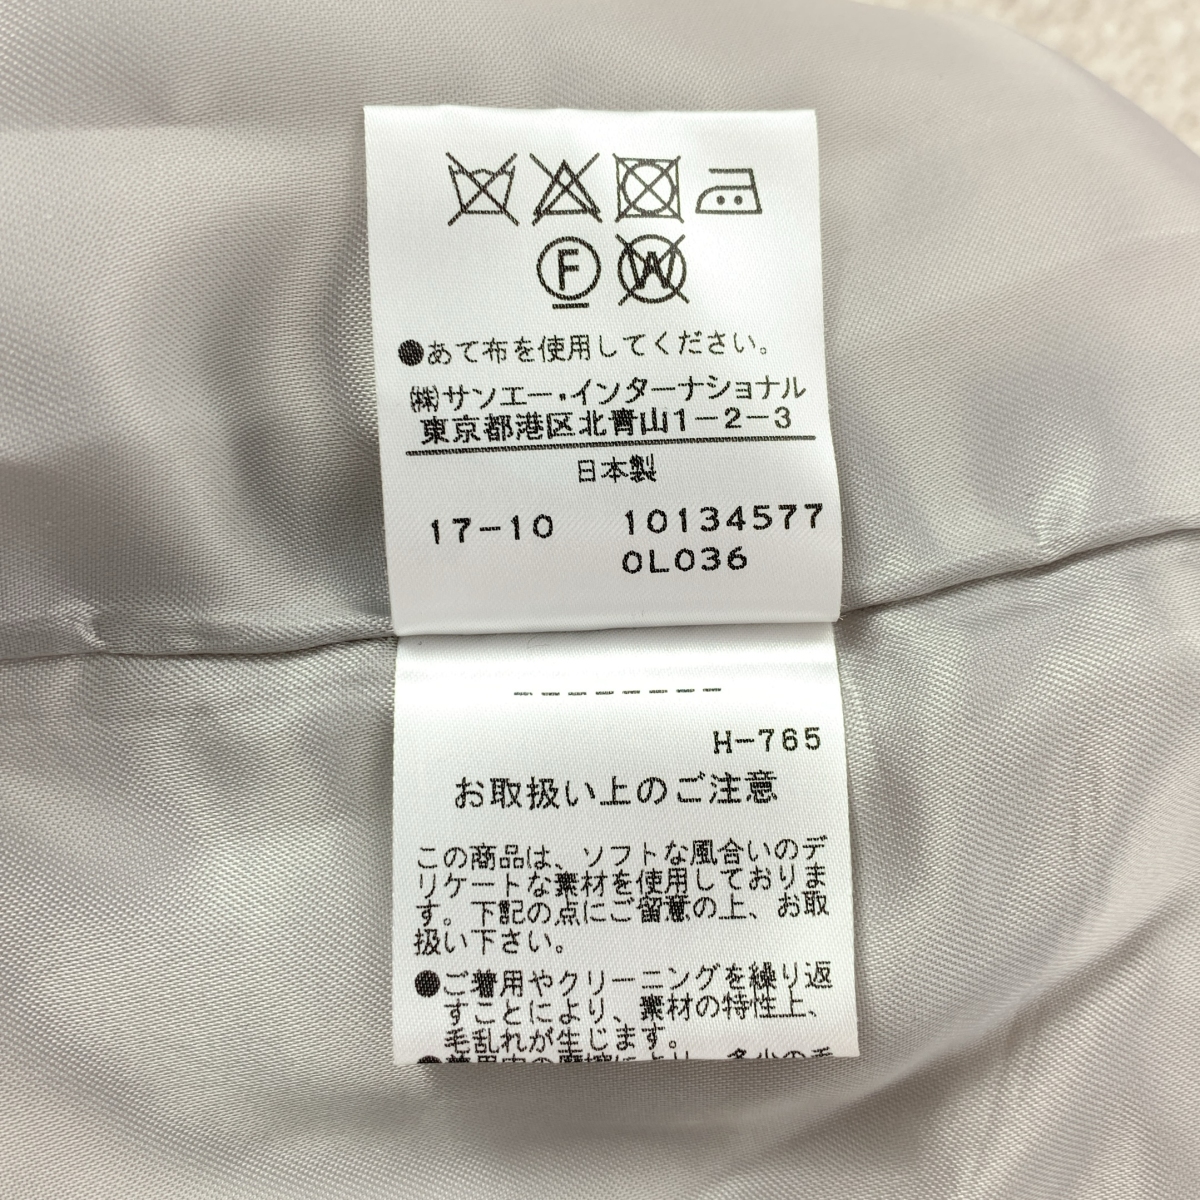 F W
●あて布を使用してください。
㈱サンエー・インターナショナル
東京都港区北青山1-2-3
日本製
17-10 10134577
0L036
--------
H-765
お取扱い上のご注意
この商品は、ソフトな風合いのデ
リケートな素材を使用しておりま
す。下記の点にご留意の上、お取
扱い下さい。
●ご着用やクリーニングを繰り返
すことにより、素材の特性上、
毛乱れが生じます。